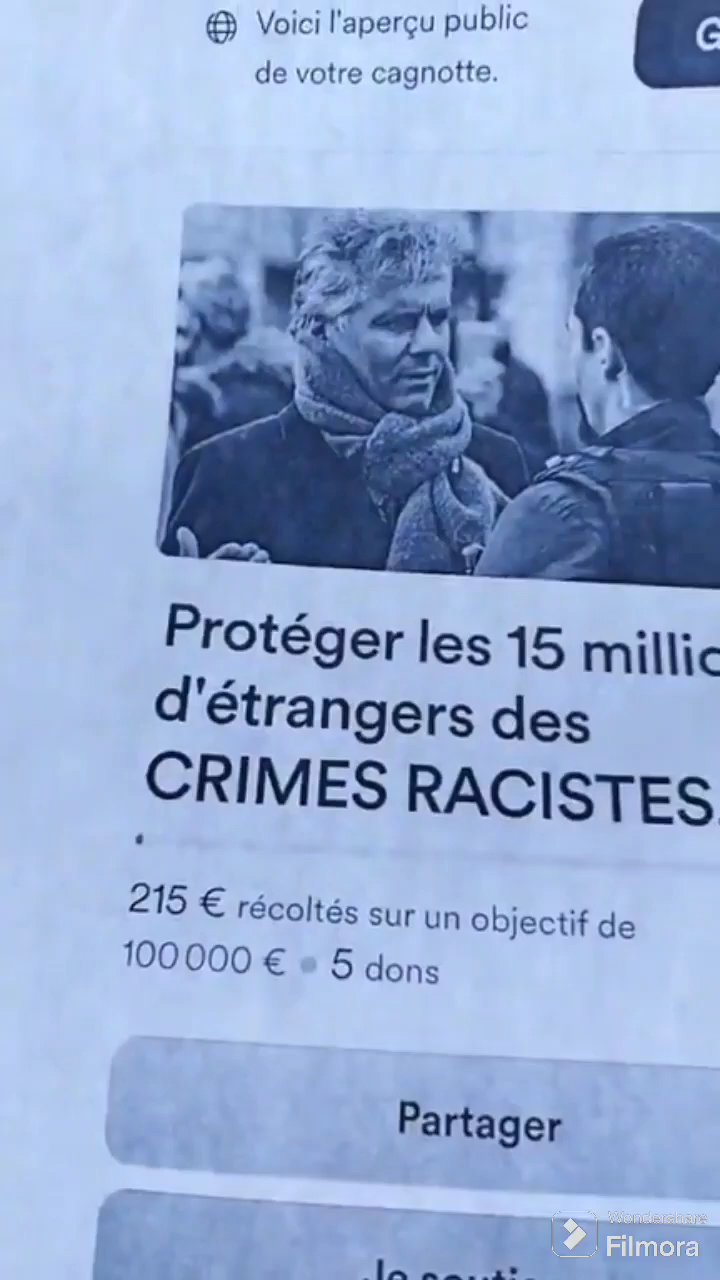 Voici l'aperçu public
de votre cagnotte.
Protéger les 15
d'étrangers des
CRIMES RACISTES.
215 € récoltés sur un objectif de
100 000 € • 5 dons
Partager
Wondershare
Filmora